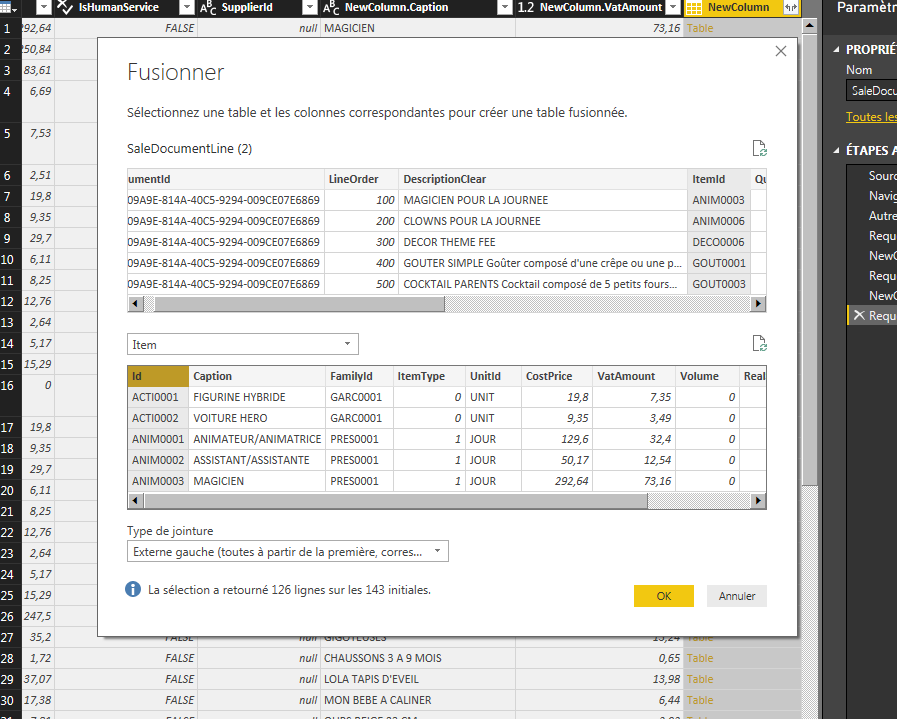 IsHumanService SupplierId NewColumn.Caption 1.2 NewColumn.VatAmount NewColumn Paramètr
1 292,64 FALSE null MAGICIEN 73,16 Table
2 250,84
3 83,61
4 6,69
5 7,53
6 2,51
7 19,8
8 9,35
9 29,7
10 6,11
11 8,25
12 12,76
13 2,64
14 5,17
15 15,29
16 0
17 19,8
18 9,35
19 29,7
20 6,11
21 8,25
22 12,76
23 2,64
24 5,17
25 15,29
26 247,5
27 35,2 FALSE null GIGOTEUSES 13,24 Table
28 1,72 FALSE null CHAUSSONS 3 A 9 MOIS 0,65 Table
29 37,07 FALSE null LOLA TAPIS D'EVEIL 13,98 Table
30 17,38 FALSE null MON BEBE A CALINER 6,44 Table
Fusionner
Sélectionnez une table et les colonnes correspondantes pour créer une table fusionnée.
SaleDocumentLine (2)
umentId LineOrder DescriptionClear ItemId Qu
09A9E-814A-40C5-9294-009CE07E6869 100 MAGICIEN POUR LA JOURNEE ANIM0003
09A9E-814A-40C5-9294-009CE07E6869 200 CLOWNS POUR LA JOURNEE ANIM0006
09A9E-814A-40C5-9294-009CE07E6869 300 DECOR THEME FEE DECO0006
09A9E-814A-40C5-9294-009CE07E6869 400 GOUTER SIMPLE Goûter composé d'une crêpe ou une p... GOUT0001
09A9E-814A-40C5-9294-009CE07E6869 500 COCKTAIL PARENTS Cocktail composé de 5 petits fours... GOUT0003
Item
Id Caption FamilyId ItemType UnitId CostPrice VatAmount Volume Real
ACTI0001 FIGURINE HYBRIDE GARC0001 0 UNIT 19,8 7,35 0
ACTI0002 VOITURE HERO GARC0001 0 UNIT 9,35 3,49 0
ANIM0001 ANIMATEUR/ANIMATRICE PRES0001 1 JOUR 129,6 32,4 0
ANIM0002 ASSISTANT/ASSISTANTE PRES0001 1 JOUR 50,17 12,54 0
ANIM0003 MAGICIEN PRES0001 1 JOUR 292,64 73,16 0
Type de jointure
Externe gauche (toutes à partir de la première, corres...
La sélection a retourné 126 lignes sur les 143 initiales.
OK Annuler
PROPRIÉ
Nom
SaleDocu
Toutes les
ÉTAPES A
Sourc
Navig
Autre
Requ
NewC
Requ
NewC
Requ